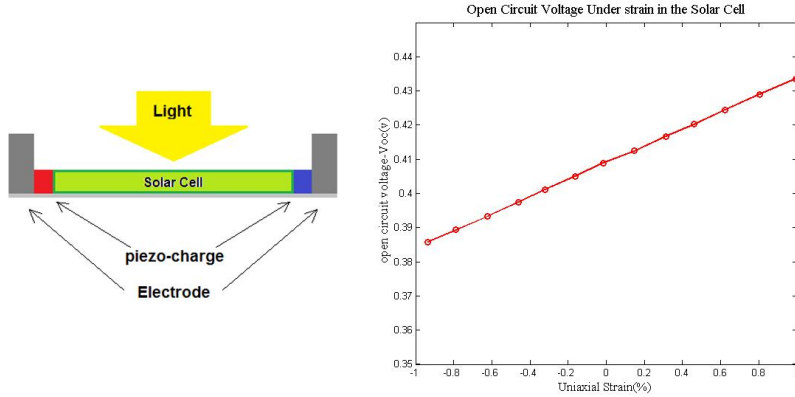 Light
Solar Cell
piezo-charge
Electrode
Open Circuit Voltage Under strain in the Solar Cell
open circuit voltage-Voc(v)
0.44
0.43
0.42
0.41
0.4
0.39
0.38
0.37
0.36
0.35
-1 -0.8 -0.6 -0.4 -0.2 0 0.2 0.4 0.6 0.8
Uniaxial Strain(%)